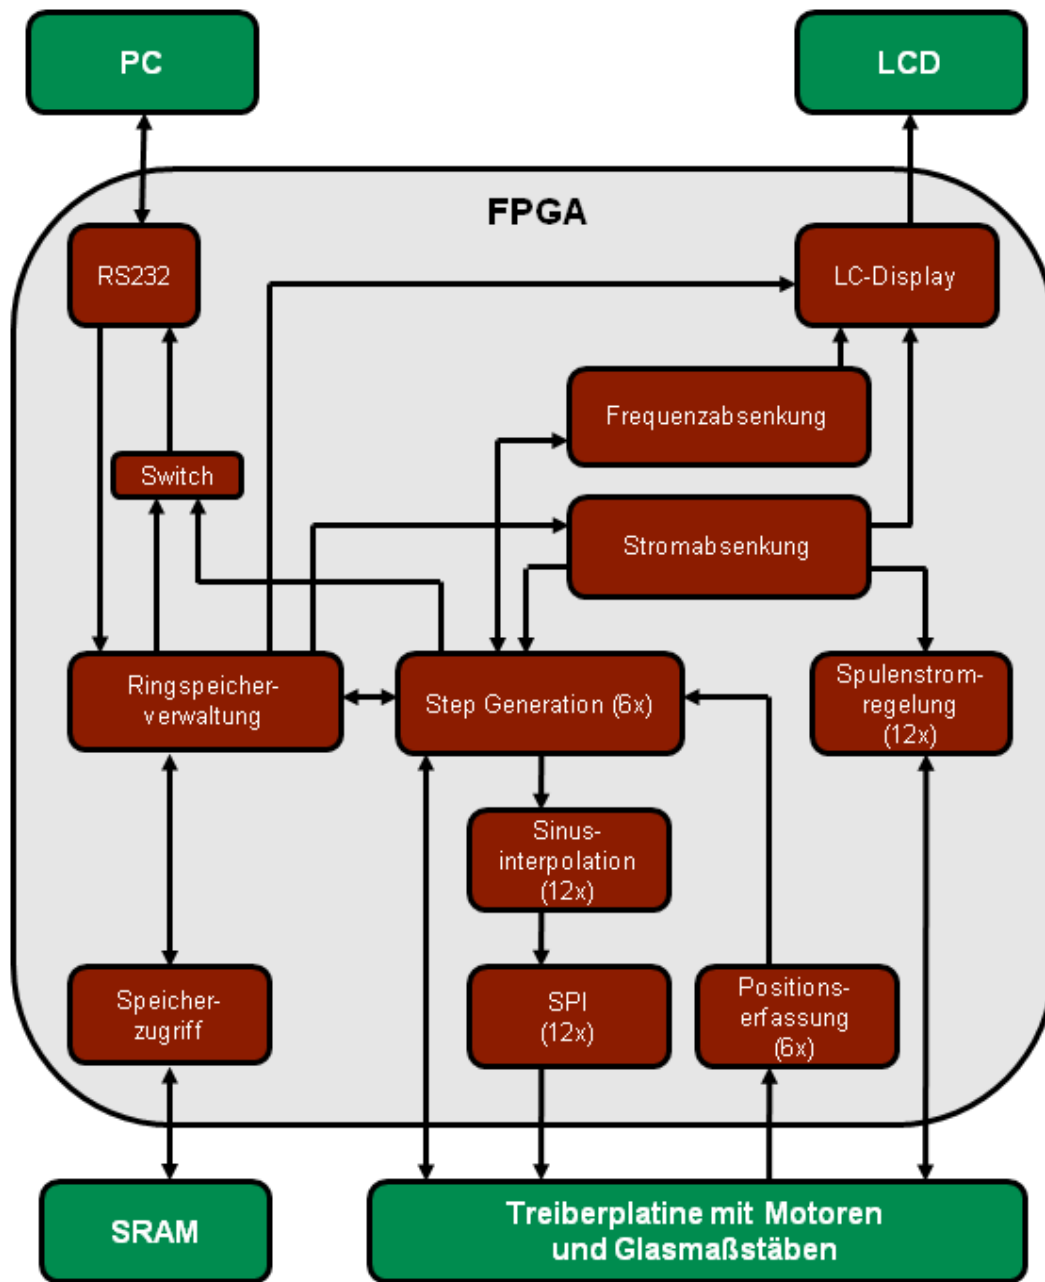 PC
LCD
FPGA
RS232
LC-Display
Frequenzabsenkung
Switch
Stromabsenkung
Ringspeicher-
verwaltung
Step Generation (6x)
Spulenstrom-
regelung
(12x)
Sinus-
interpolation
(12x)
Speicher-
zugriff
SPI
(12x)
Positions-
erfassung
(6x)
SRAM
Treiberplatine mit Motoren
und Glasmaßstäben